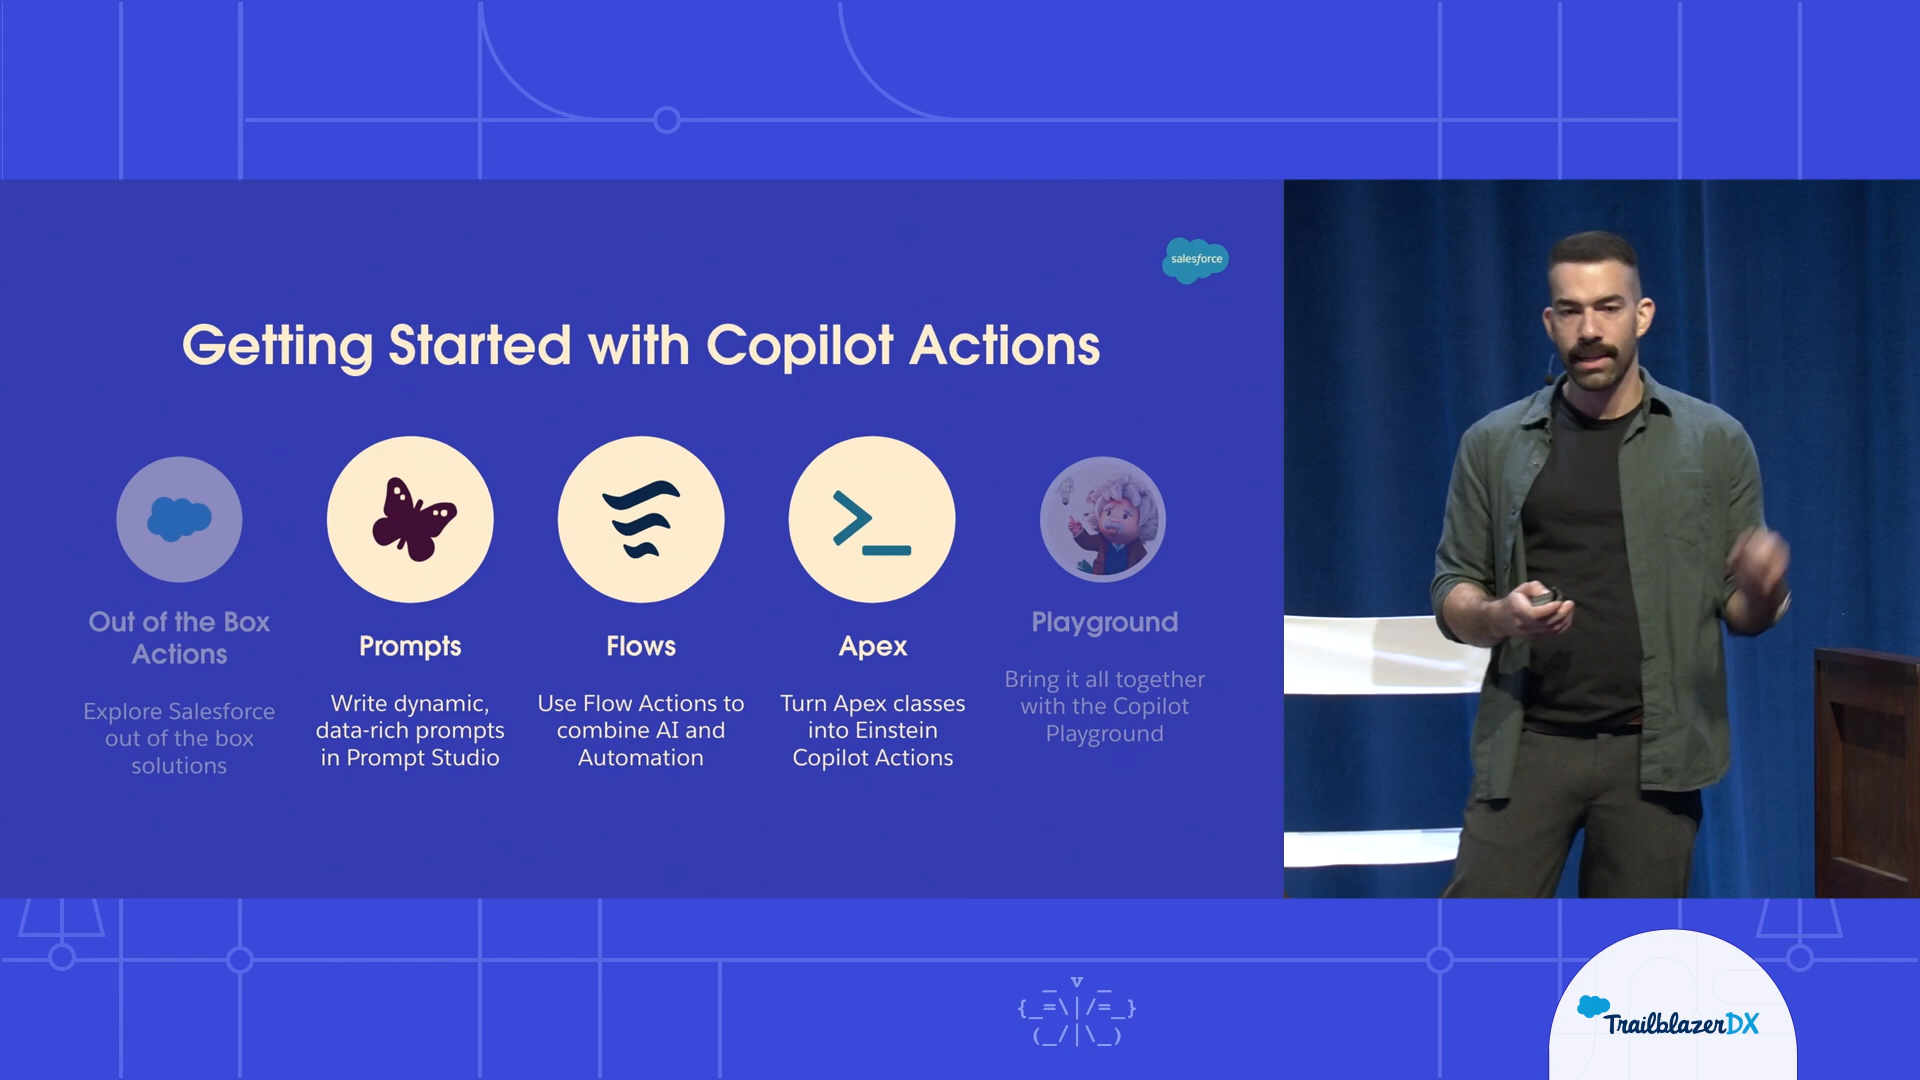 salesforce
Getting Started with Copilot Actions
Out of the Box
Actions
Explore Salesforce
out of the box
solutions
Prompts
Write dynamic,
data-rich prompts
in Prompt Studio
Flows
Use Flow Actions to
combine AI and
Automation
Apex
Turn Apex classes
into Einstein
Copilot Actions
Playground
Bring it all together
with the Copilot
Playground
TrailblazerDX